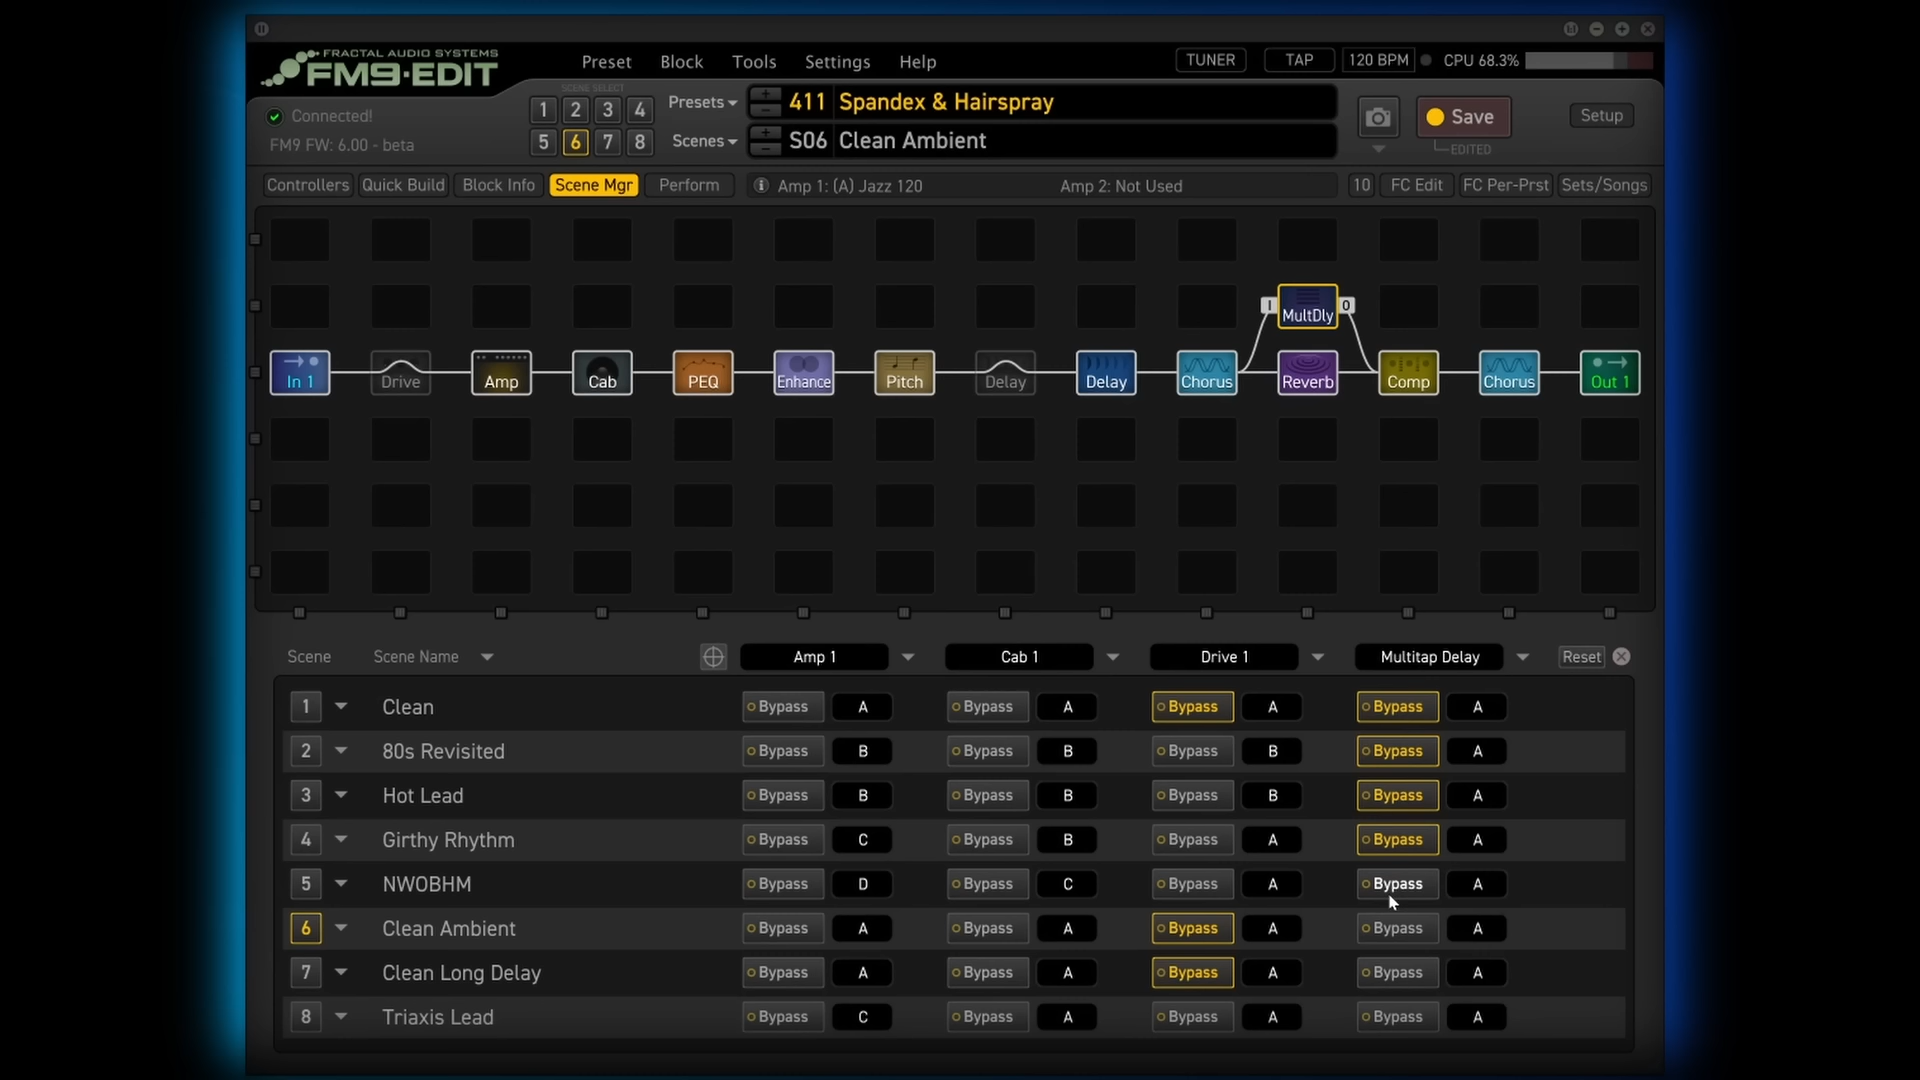 FRACTAL AUDIO SYSTEMS
FM9-EDIT
Preset Block Tools Settings Help
TUNER TAP 120 BPM CPU 68.3%
SCENE SELECT
1 2 3 4
5 6 7 8
Presets 411 Spandex & Hairspray
Scenes S06 Clean Ambient
Save
EDITED
Setup
Connected!
FM9 FW: 6.00 - beta
Controllers Quick Build Block Info Scene Mgr Perform Amp 1: (A) Jazz 120 Amp 2: Not Used 10 FC Edit FC Per-Prst Sets/Songs
I MultDly O
In 1 Drive Amp Cab PEQ Enhance Pitch Delay Delay Chorus Reverb Comp Chorus Out 1
Scene Scene Name Amp 1 Cab 1 Drive 1 Multitap Delay Reset
1 Clean Bypass A Bypass A Bypass A Bypass A
2 80s Revisited Bypass B Bypass B Bypass B Bypass A
3 Hot Lead Bypass B Bypass B Bypass B Bypass A
4 Girthy Rhythm Bypass C Bypass B Bypass A Bypass A
5 NWOBHM Bypass D Bypass C Bypass A Bypass A
6 Clean Ambient Bypass A Bypass A Bypass A Bypass A
7 Clean Long Delay Bypass A Bypass A Bypass A Bypass A
8 Triaxis Lead Bypass C Bypass A Bypass A Bypass A